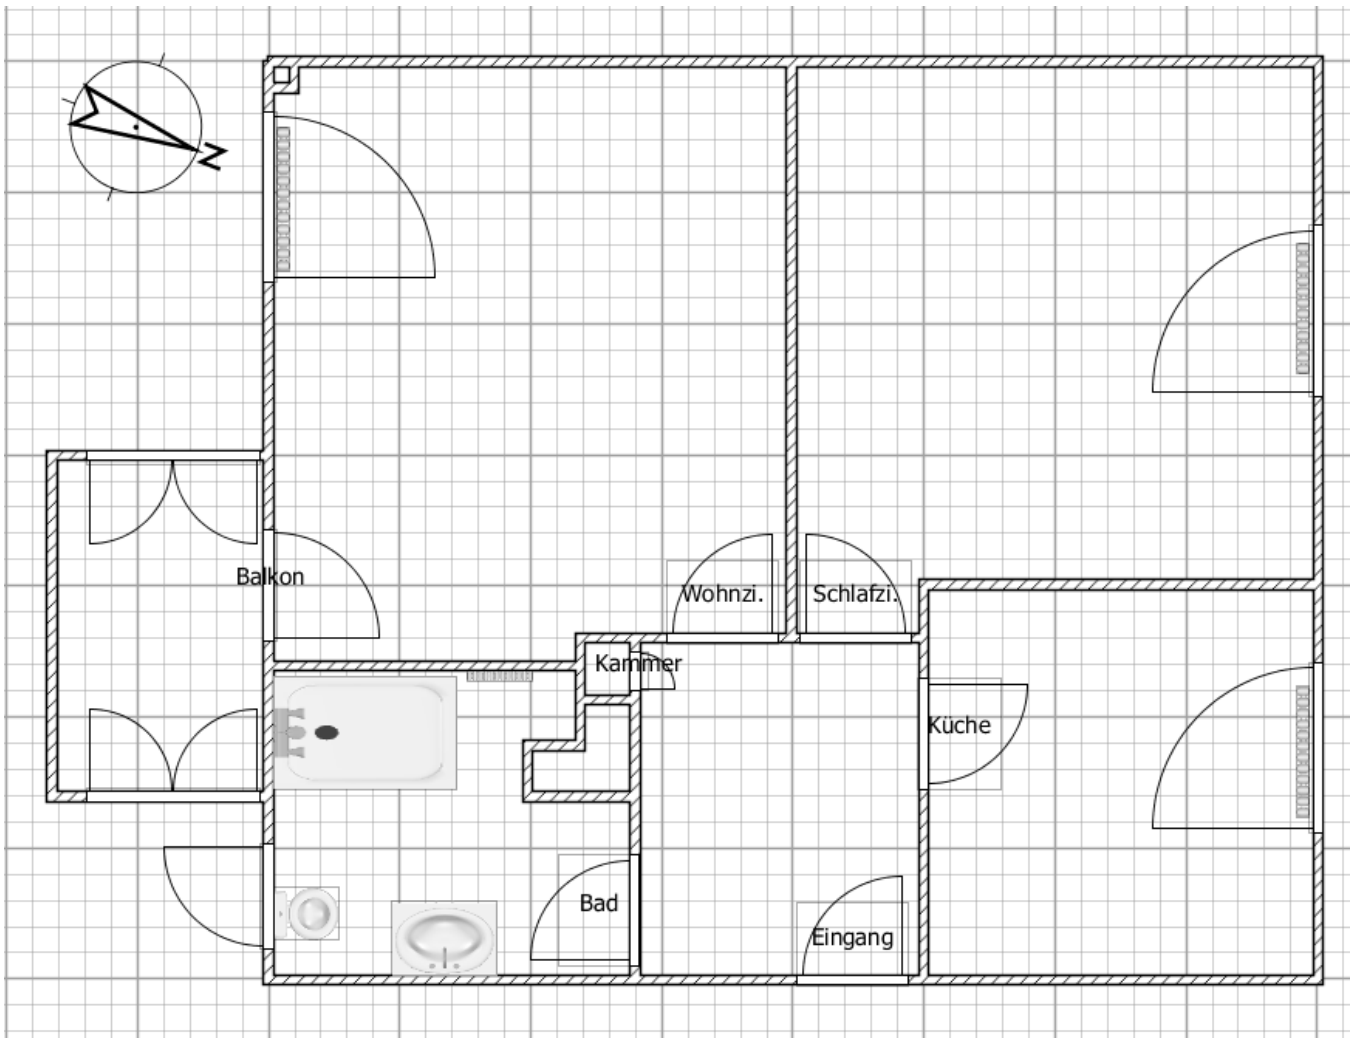 N
Balkon
Wohnzi.
Schlafzi.
Kammer
Küche
Bad
Eingang